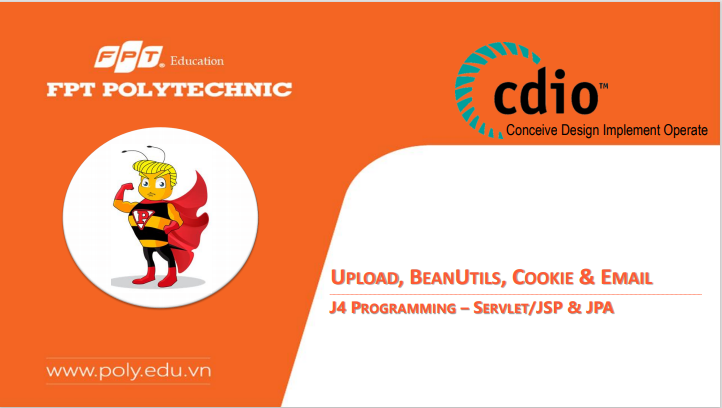 FPT. Education
FPT POLYTECHNIC
cdio™
Conceive Design Implement Operate
P
UPLOAD, BEANUTILS, COOKIE & EMAIL
J4 PROGRAMMING – SERVLET/JSP & JPA
www.poly.edu.vn